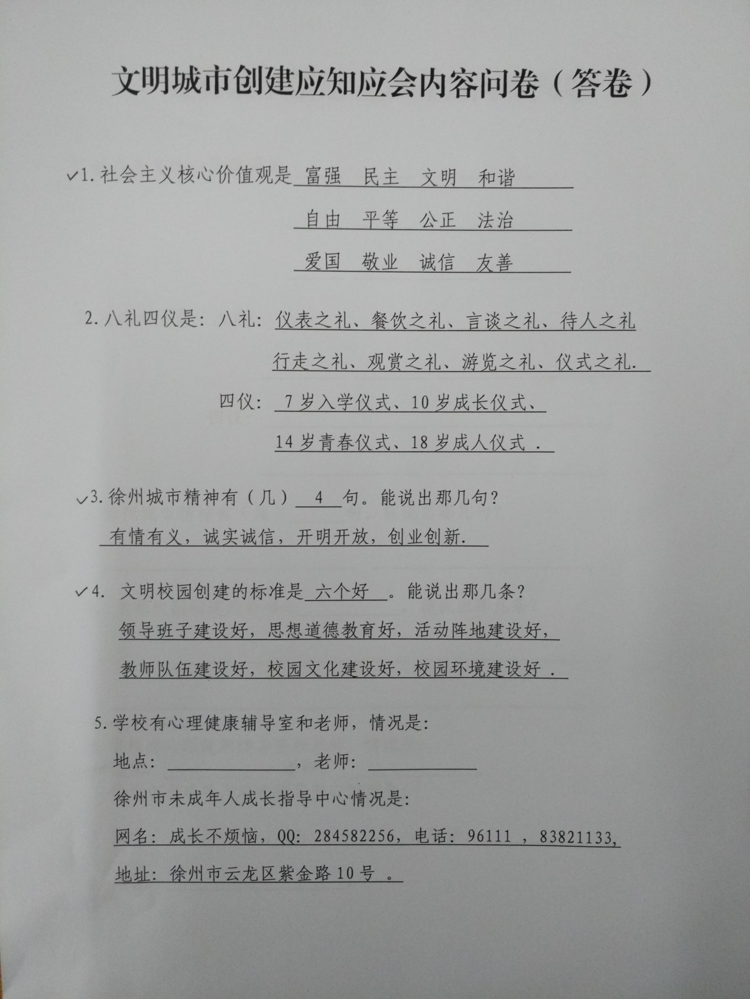 文明城市创建应知应会内容问卷（答卷）
✓1. 社会主义核心价值观是 富强 民主 文明 和谐
自由 平等 公正 法治
爱国 敬业 诚信 友善
2. 八礼四仪是：八礼：仪表之礼、餐饮之礼、言谈之礼、待人之礼
行走之礼、观赏之礼、游览之礼、仪式之礼.
四仪： 7 岁入学仪式、10 岁成长仪式、
14 岁青春仪式、18 岁成人仪式 .
✓3. 徐州城市精神有（几） 4 句。能说出那几句？
有情有义，诚实诚信，开明开放，创业创新.
✓4. 文明校园创建的标准是 六个好 。能说出那几条？
领导班子建设好，思想道德教育好，活动阵地建设好，
教师队伍建设好，校园文化建设好，校园环境建设好 .
5. 学校有心理健康辅导室和老师，情况是：
地点：______，老师：______
徐州市未成年人成长指导中心情况是：
网名：成长不烦恼，QQ：284582256，电话：96111 ，83821133,
地址：徐州市云龙区紫金路 10 号 。